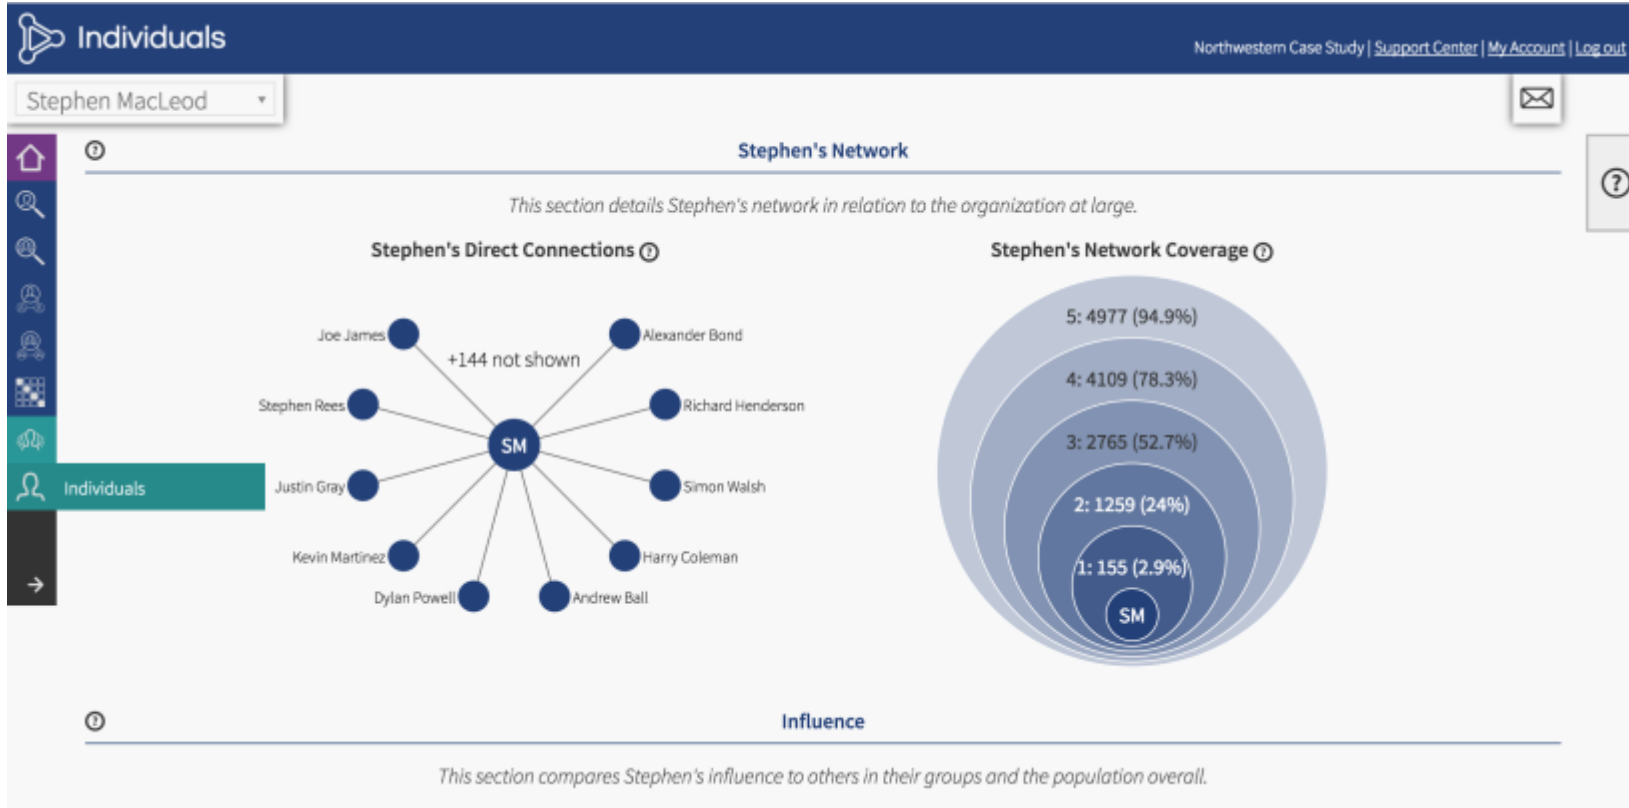 Individuals
Northwestern Case Study | Support Center | My Account | Log out
Stephen MacLeod
Stephen's Network
This section details Stephen's network in relation to the organization at large.
Stephen's Direct Connections
Joe James
Alexander Bond
+144 not shown
Stephen Rees
Richard Henderson
SM
Justin Gray
Simon Walsh
Kevin Martinez
Harry Coleman
Dylan Powell
Andrew Ball
Stephen's Network Coverage
5: 4977 (94.9%)
4: 4109 (78.3%)
3: 2765 (52.7%)
2: 1259 (24%)
1: 155 (2.9%)
SM
Individuals
Influence
This section compares Stephen's influence to others in their groups and the population overall.